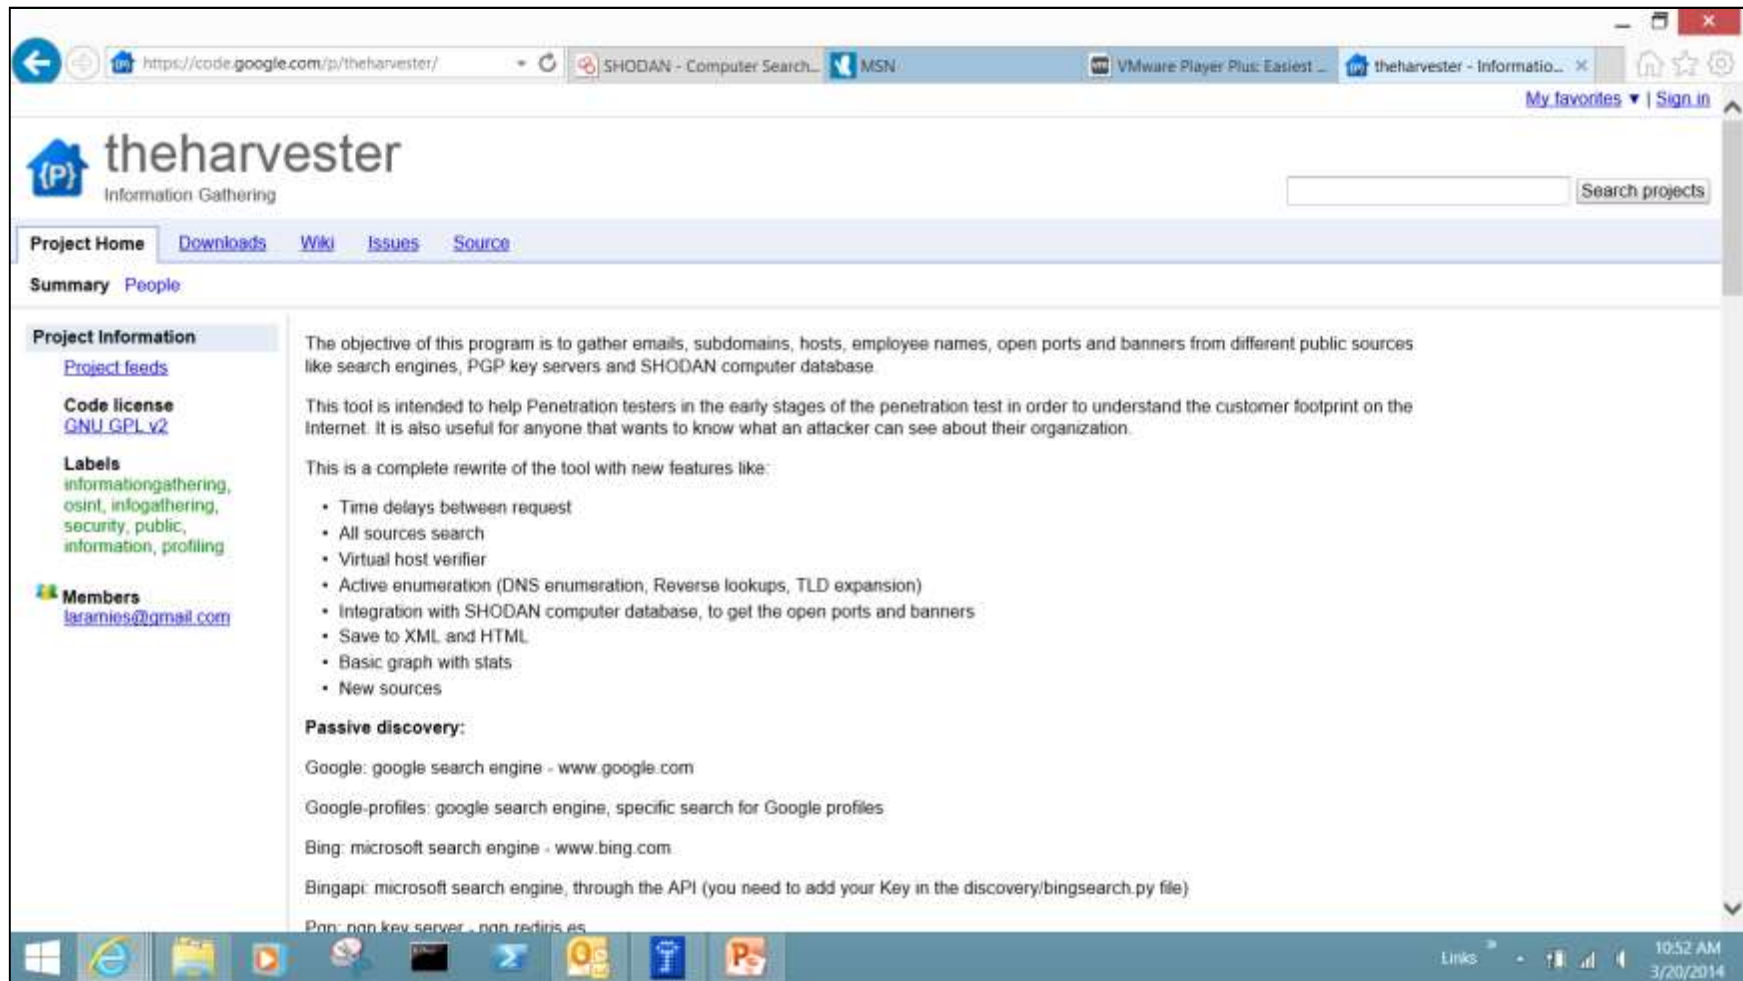 https://code.google.com/p/theharvester/
SHODAN - Computer Search...
MSN
VMware Player Plus: Easiest ...
theharvester - Informatio...
My favorites ▼ | Sign in
theharvester
{P}
Information Gathering
Search projects
Project Home Downloads Wiki Issues Source
Summary People
Project Information
Project feeds
Code license
GNU GPL v2
Labels
informationgathering,
osint, infogathering,
security, public,
information, profiling
Members
laramies@gmail.com
The objective of this program is to gather emails, subdomains, hosts, employee names, open ports and banners from different public sources
like search engines, PGP key servers and SHODAN computer database.
This tool is intended to help Penetration testers in the early stages of the penetration test in order to understand the customer footprint on the
Internet. It is also useful for anyone that wants to know what an attacker can see about their organization.
This is a complete rewrite of the tool with new features like:
• Time delays between request
• All sources search
• Virtual host verifier
• Active enumeration (DNS enumeration, Reverse lookups, TLD expansion)
• Integration with SHODAN computer database, to get the open ports and banners
• Save to XML and HTML
• Basic graph with stats
• New sources
Passive discovery:
Google: google search engine - www.google.com
Google-profiles: google search engine, specific search for Google profiles
Bing: microsoft search engine - www.bing.com
Bingapi: microsoft search engine, through the API (you need to add your Key in the discovery/bingsearch.py file)
Pgp: pgp key server - pgp.rediris.es
Links
10:52 AM
3/20/2014